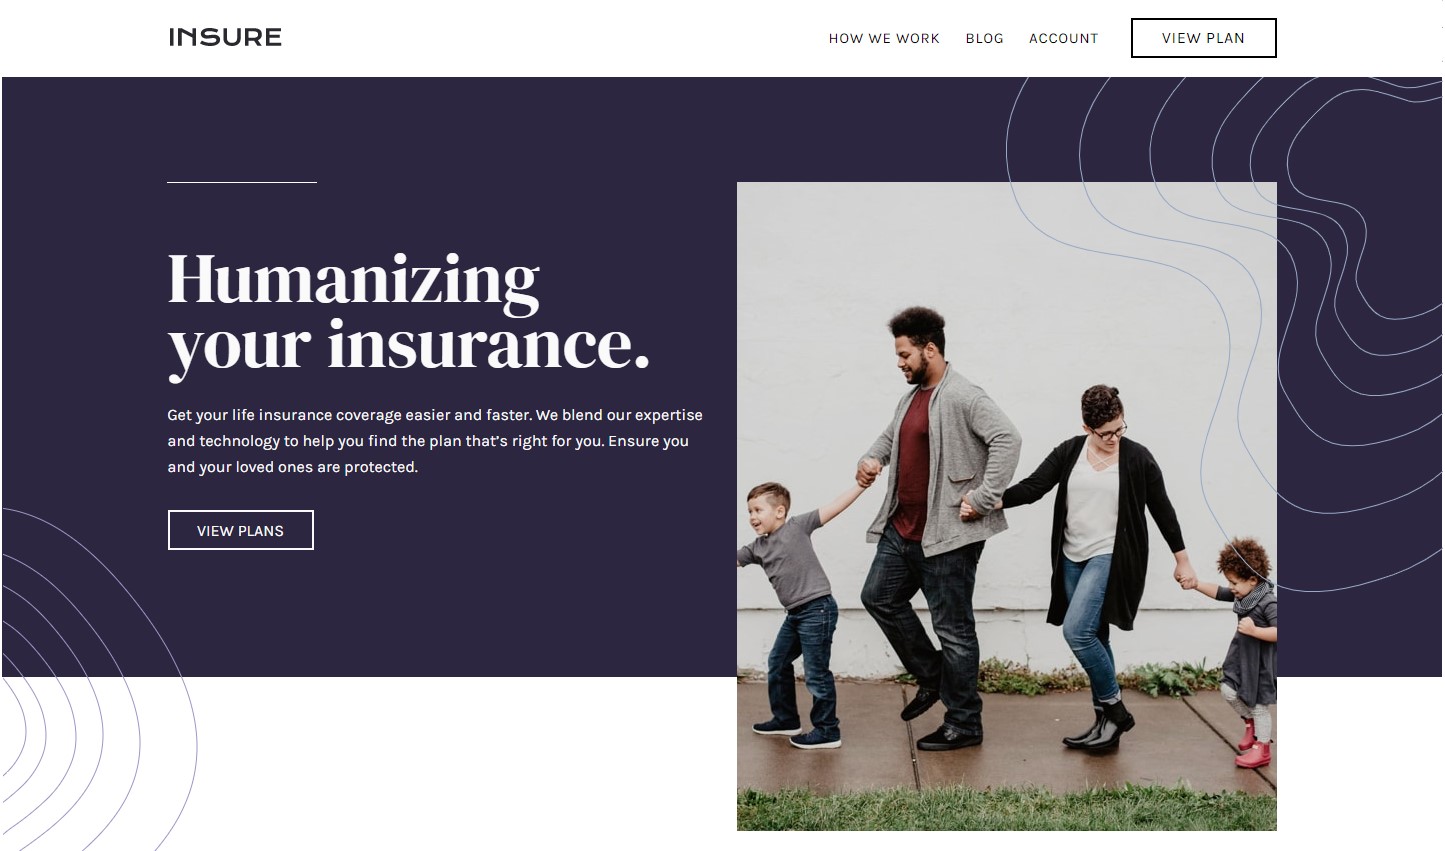 INSURE
HOW WE WORK
BLOG
ACCOUNT
VIEW PLAN
Humanizing
your insurance.
Get your life insurance coverage easier and faster. We blend our expertise
and technology to help you find the plan that’s right for you. Ensure you
and your loved ones are protected.
VIEW PLANS